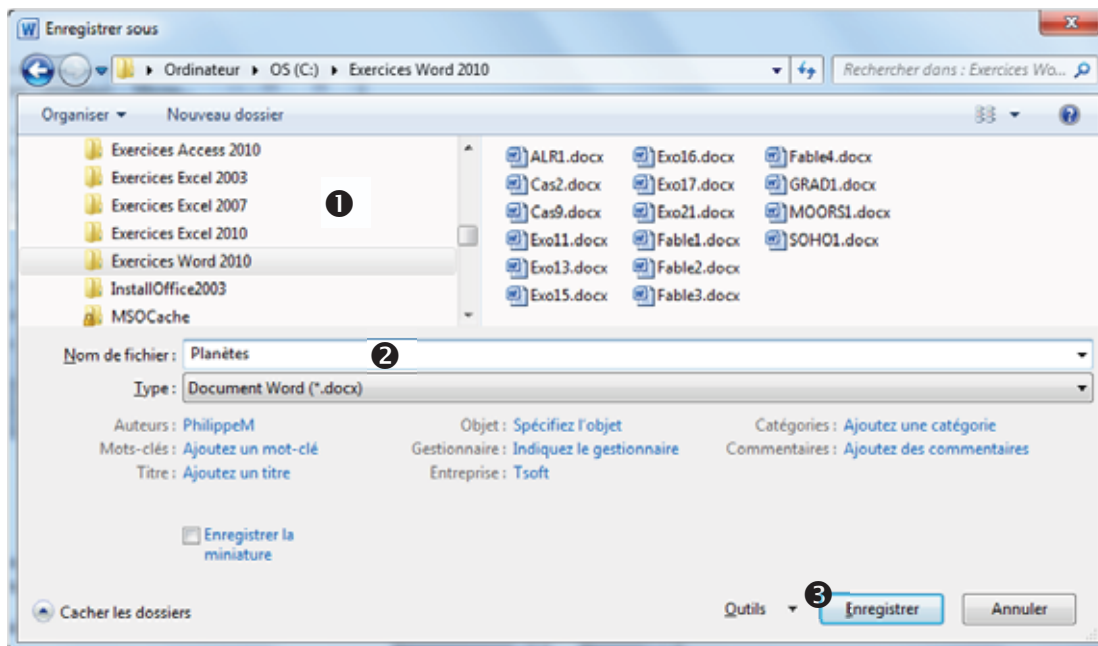 Enregistrer sous
Ordinateur ▸ OS (C:) ▸ Exercices Word 2010 Rechercher dans : Exercices Wo...
Organiser Nouveau dossier
Exercices Access 2010
Exercices Excel 2003
Exercices Excel 2007
Exercices Excel 2010
Exercices Word 2010
InstallOffice2003
MSOCache
❶
ALR1.docx Exo16.docx Fable4.docx
Cas2.docx Exo17.docx GRAD1.docx
Cas9.docx Exo21.docx MOORS1.docx
Exo11.docx Fable1.docx SOHO1.docx
Exo13.docx Fable2.docx
Exo15.docx Fable3.docx
Nom de fichier : Planètes ❷
Type : Document Word (*.docx)
Auteurs : PhilippeM Objet : Spécifiez l'objet Catégories : Ajoutez une catégorie
Mots-clés : Ajoutez un mot-clé Gestionnaire : Indiquez le gestionnaire Commentaires : Ajoutez des commentaires
Titre : Ajoutez un titre Entreprise : Tsoft
Enregistrer la
miniature
Cacher les dossiers Outils ❸ Enregistrer Annuler